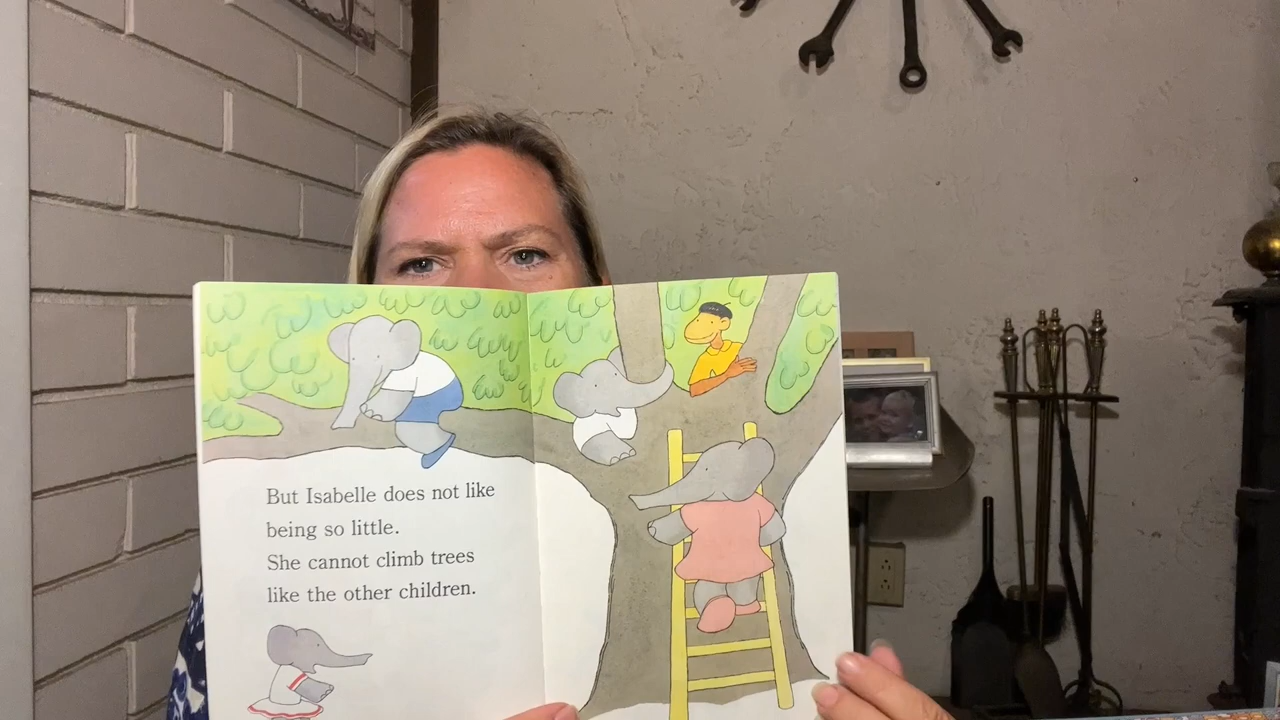 But Isabelle does not like
being so little.
She cannot climb trees
like the other children.